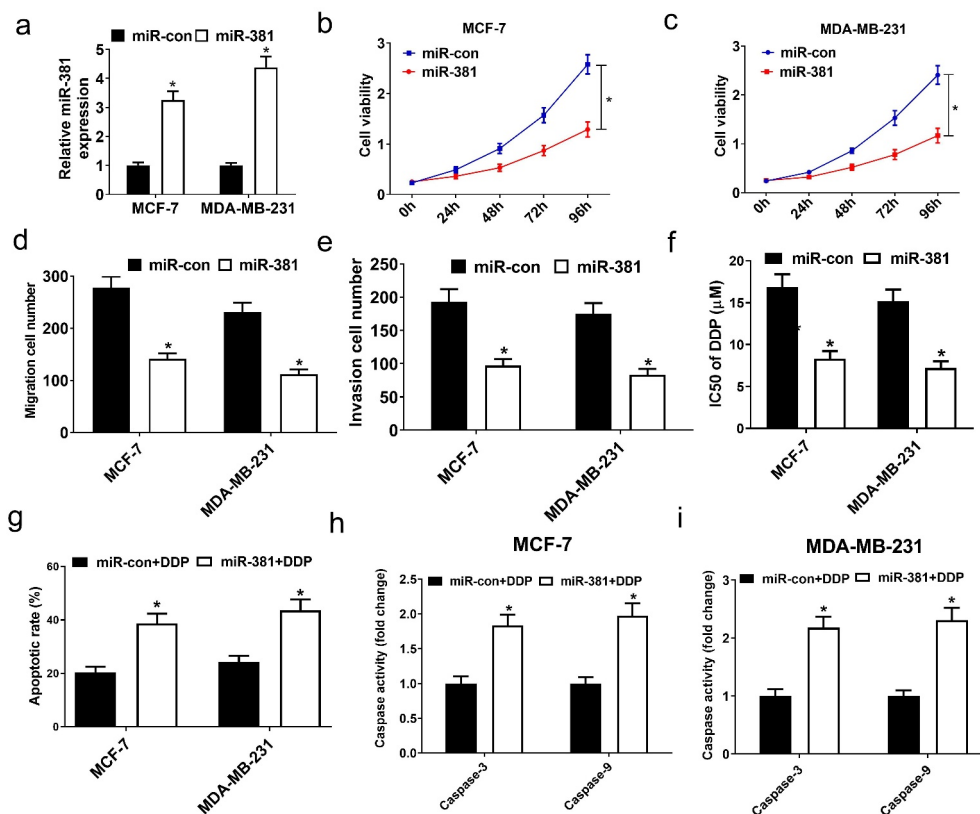 a
miR-con miR-381
Relative miR-381
expression
5
4
3
2
1
0
* *
MCF-7 MDA-MB-231
b
MCF-7
miR-con
miR-381
Cell viability
3
2
1
0
*
0h 24h 48h 72h 96h
c
MDA-MB-231
miR-con
miR-381
Cell viability
3
2
1
0
*
0h 24h 48h 72h 96h
d
miR-con miR-381
Migration cell number
300
200
100
0
* *
MCF-7 MDA-MB-231
e
miR-con miR-381
Invasion cell number
250
200
150
100
50
0
* *
MCF-7 MDA-MB-231
f
miR-con miR-381
IC50 of DDP (μM)
20
15
10
5
0
* * *
MCF-7 MDA-MB-231
g
miR-con+DDP miR-381+DDP
Apoptotic rate (%)
60
40
20
0
* *
MCF-7 MDA-MB-231
h
MCF-7
miR-con+DDP miR-381+DDP
Caspase activity (fold change)
2.5
2.0
1.5
1.0
0.5
0.0
* *
Caspase-3 Caspase-9
i
MDA-MB-231
miR-con+DDP miR-381+DDP
Caspase activity (fold change)
3
2
1
0
* *
Caspase-3 Caspase-9